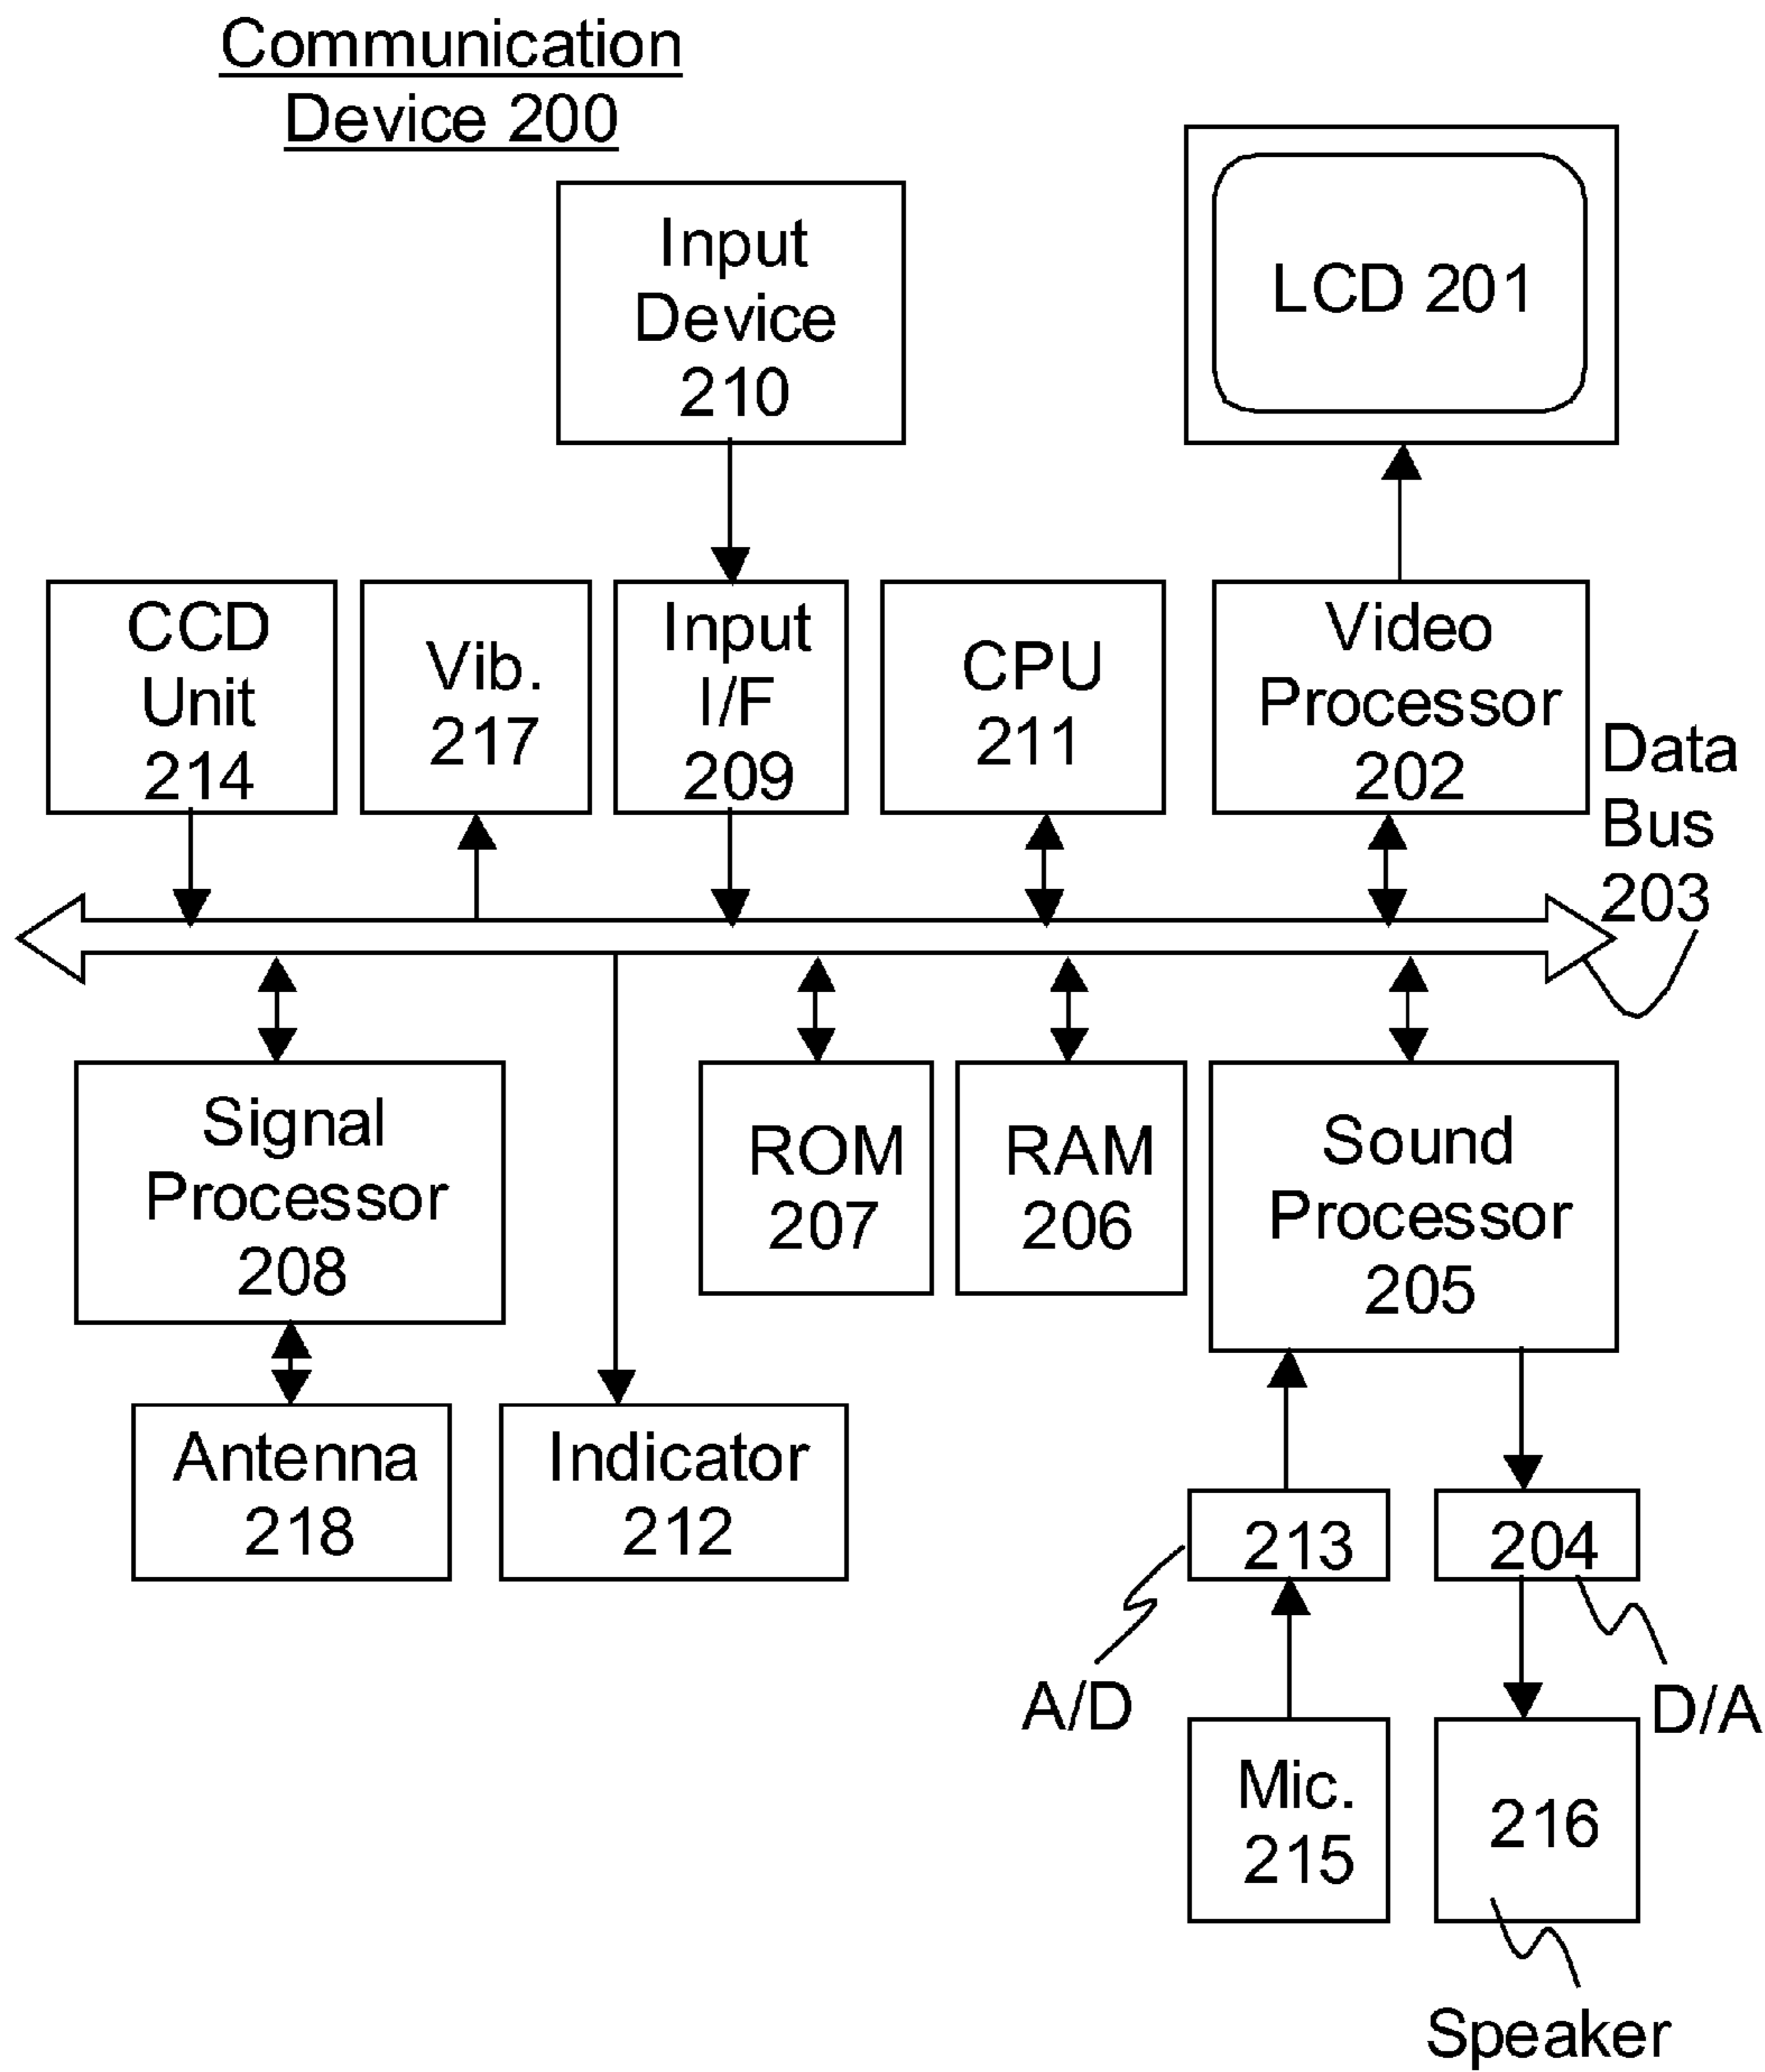 Communication
Device 200
Input
Device
210
LCD 201
CCD
Unit
214
Vib.
217
Input
I/F
209
CPU
211
Video
Processor
202
Data
Bus
203
Signal
Processor
208
ROM
207
RAM
206
Sound
Processor
205
Antenna
218
Indicator
212
213
204
A/D
D/A
Mic.
215
216
Speaker